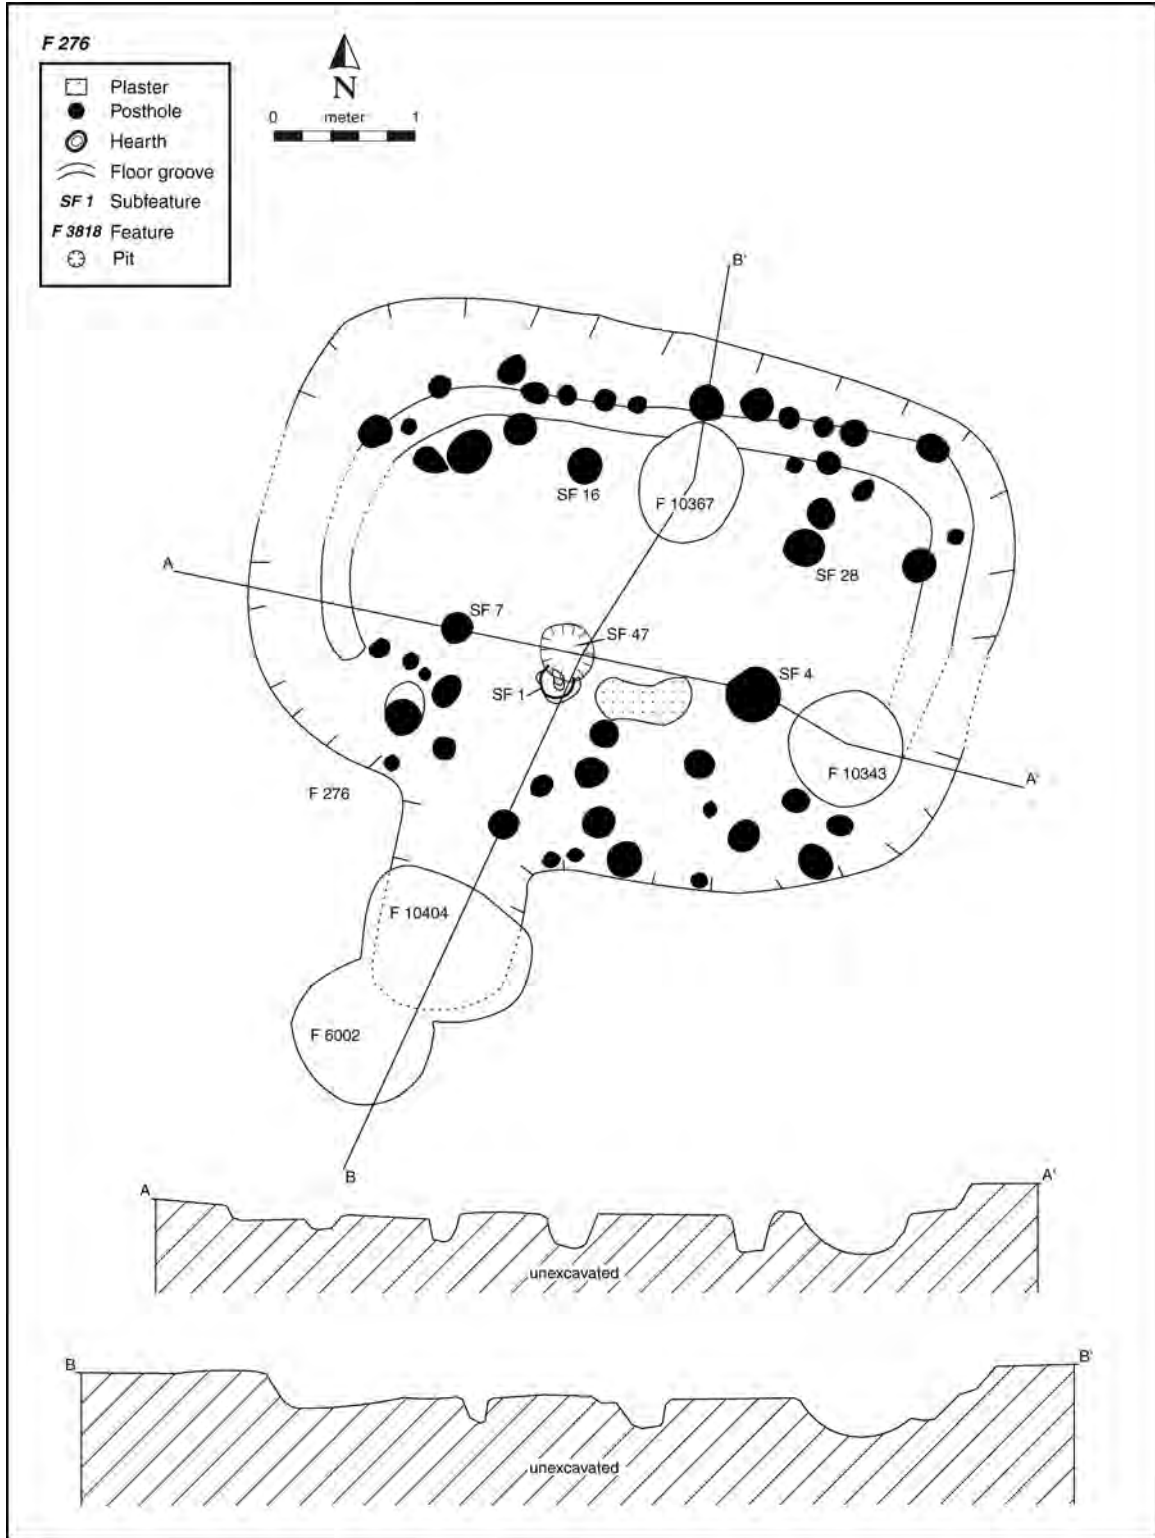 F 276
Plaster
Posthole
Hearth
Floor groove
SF 1 Subfeature
F 3818 Feature
Pit
N
0 meter 1
B'
SF 16
F 10367
SF 28
A
SF 7
SF 47
SF 4
SF 1
F 10343
A'
F 276
F 10404
F 6002
B
A
A'
unexcavated
B
B'
unexcavated